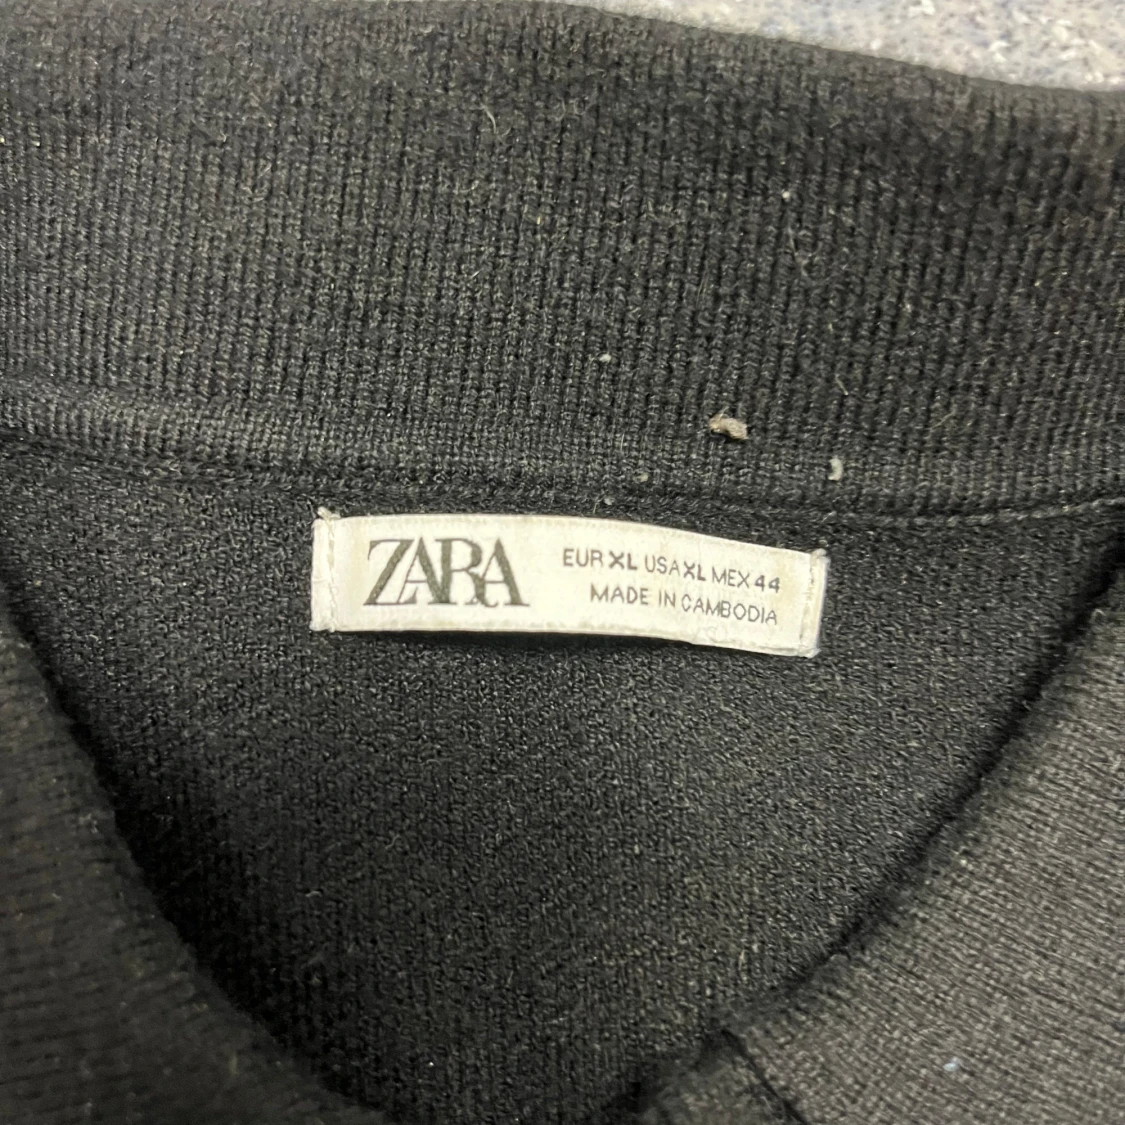 ZARA
EUR XL USA XL MEX 44
MADE IN CAMBODIA